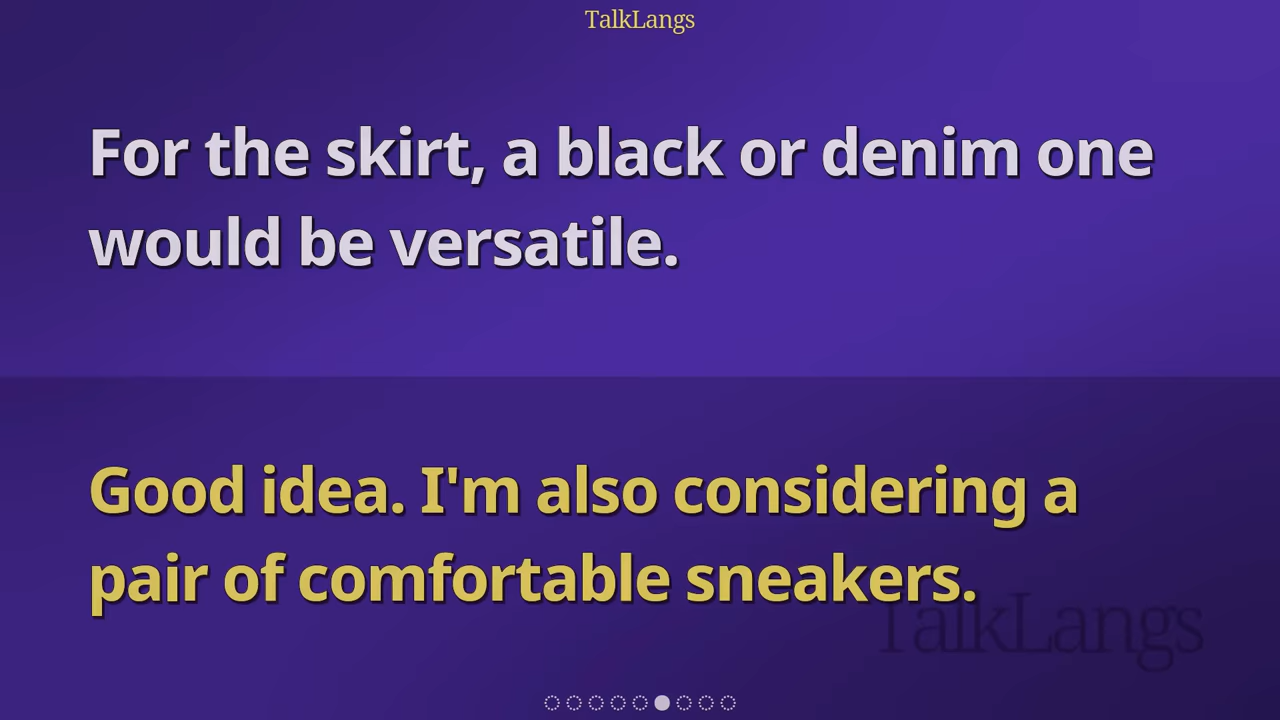 TalkLangs
For the skirt, a black or denim one
would be versatile.
Good idea. I'm also considering a
pair of comfortable sneakers.
TalkLangs